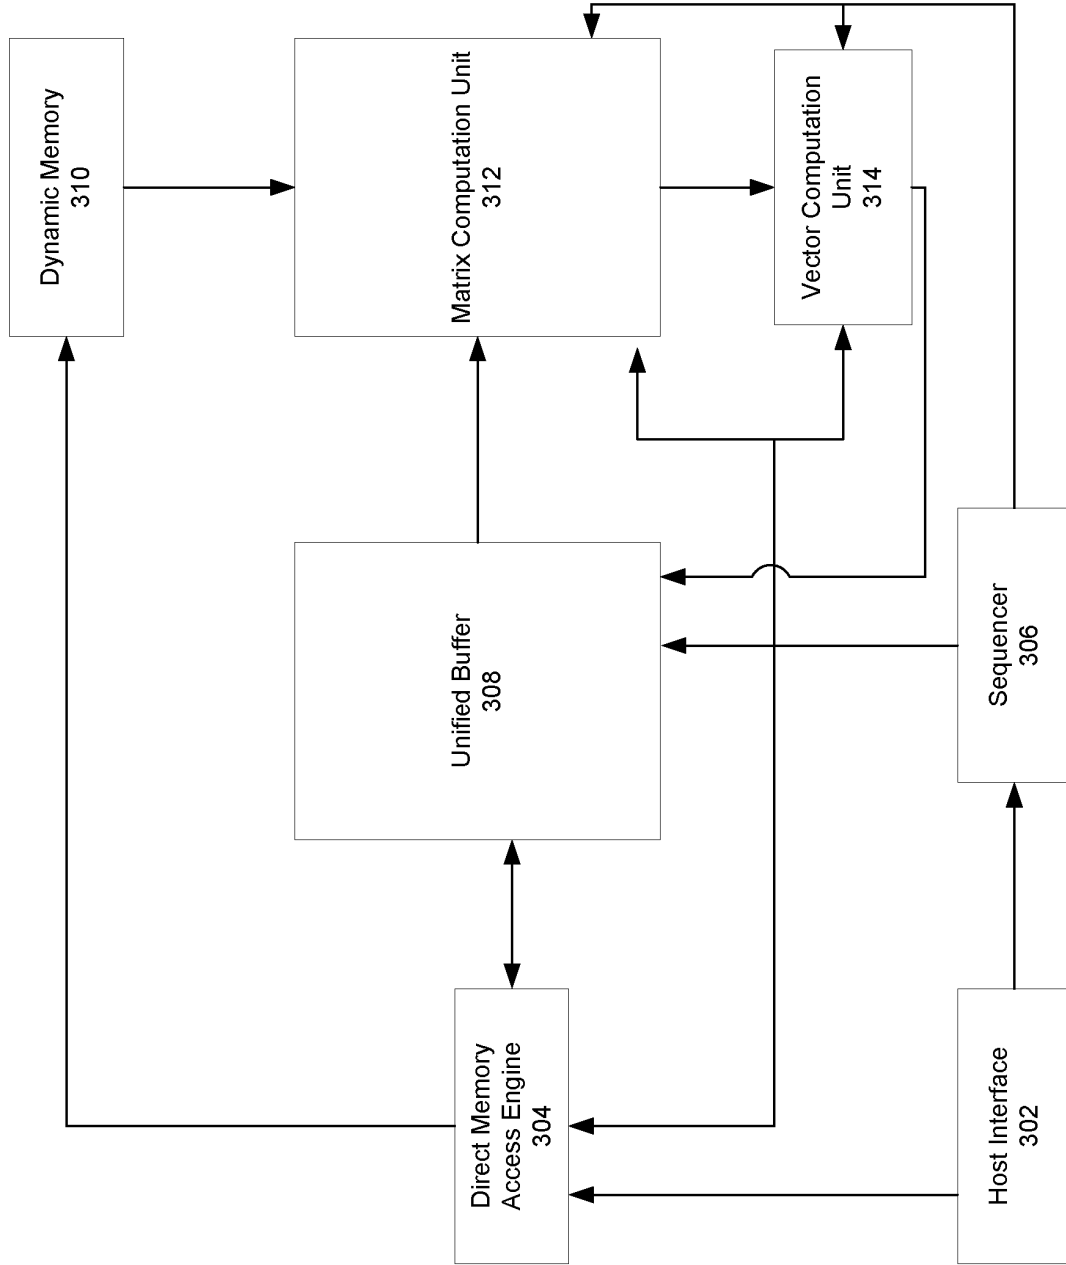 Dynamic Memory
310
Matrix Computation Unit
312
Vector Computation
Unit
314
Unified Buffer
308
Sequencer
306
Direct Memory
Access Engine
304
Host Interface
302